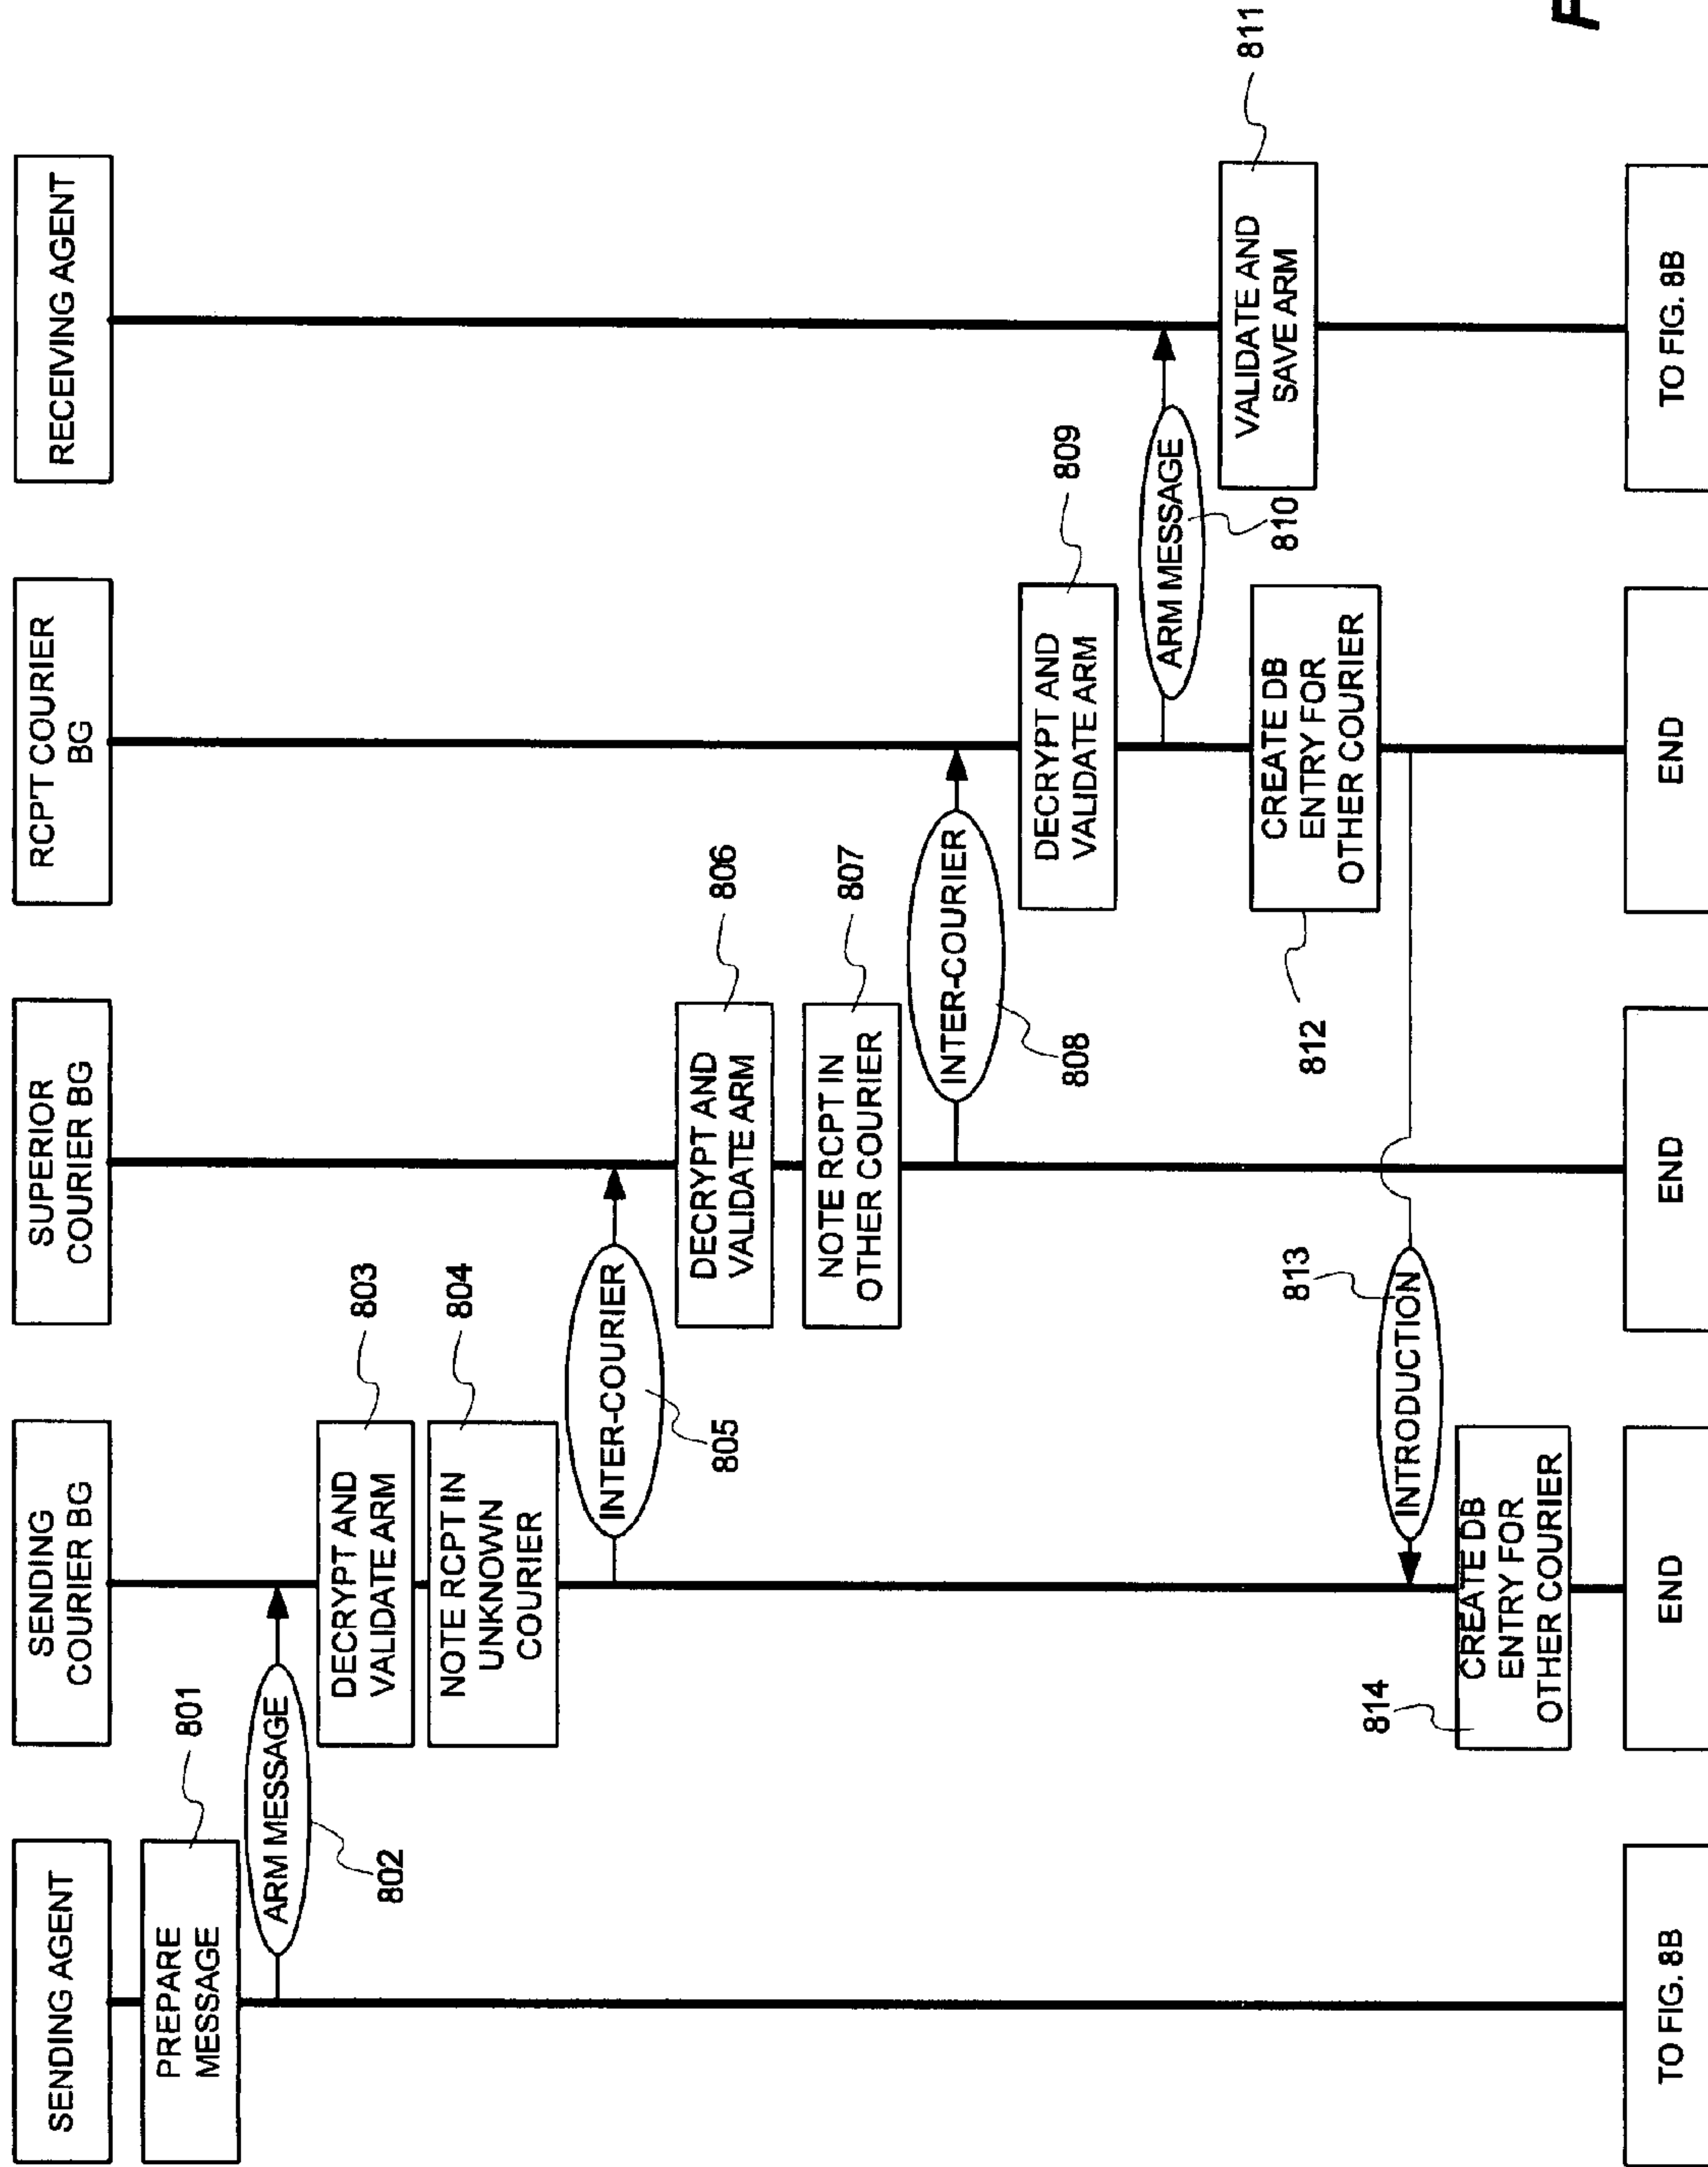 SENDING AGENT
SENDING
COURIER BG
SUPERIOR
COURIER BG
RCPT COURIER
BG
RECEIVING AGENT
PREPARE
MESSAGE
801
ARM MESSAGE
802
DECRYPT AND
VALIDATE ARM
803
NOTE RCPT IN
UNKNOWN
COURIER
804
INTER-COURIER
805
DECRYPT AND
VALIDATE ARM
806
NOTE RCPT IN
OTHER COURIER
807
INTER-COURIER
808
DECRYPT AND
VALIDATE ARM
809
ARM MESSAGE
810
VALIDATE AND
SAVE ARM
811
CREATE DB
ENTRY FOR
OTHER COURIER
812
INTRODUCTION
813
CREATE DB
ENTRY FOR
OTHER COURIER
814
TO FIG. 8B
END
END
END
TO FIG. 8B